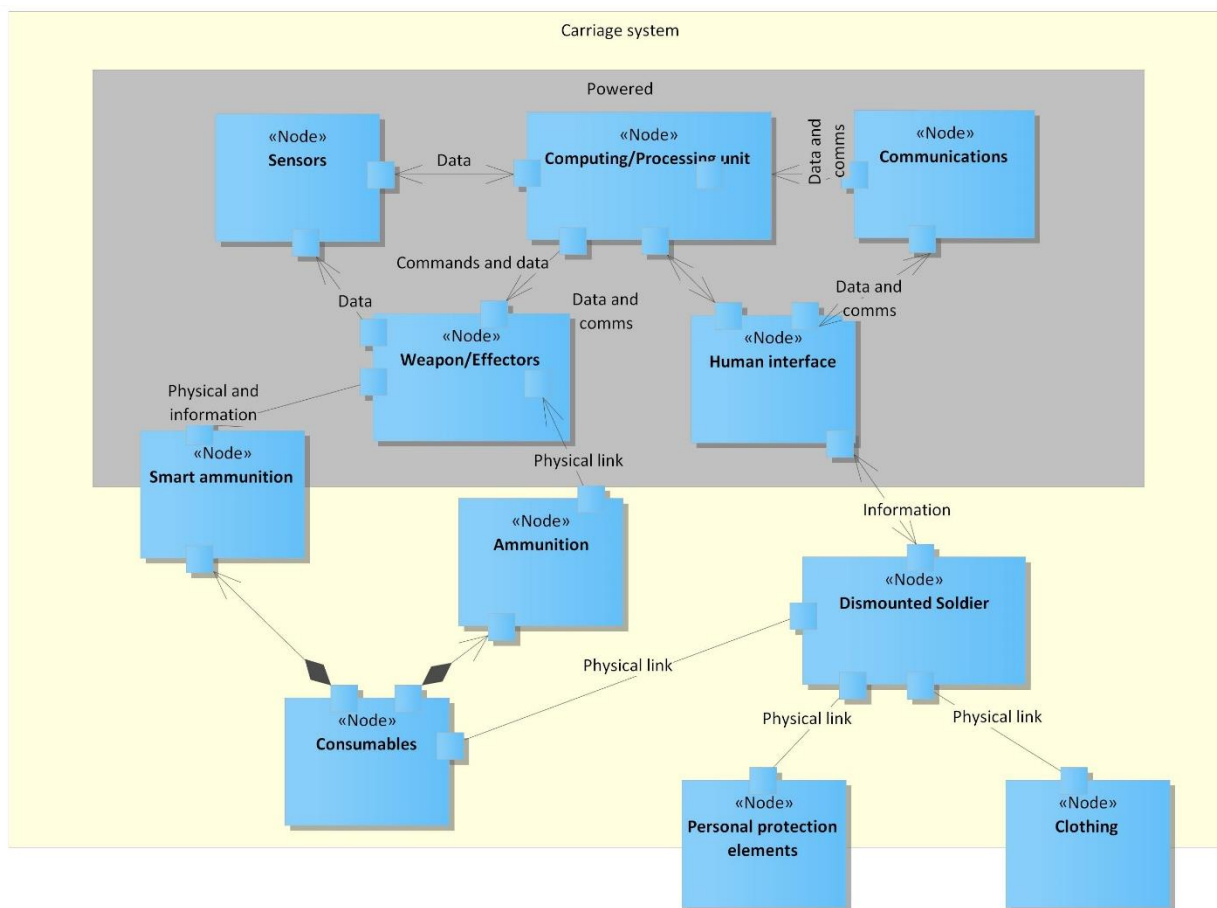 Carriage system
Powered
«Node»
Sensors
Data
«Node»
Computing/Processing unit
Data and
comms
«Node»
Communications
Commands and data
Data
Data and
comms
Data and
comms
«Node»
Weapon/Effectors
«Node»
Human interface
Physical and
information
«Node»
Smart ammunition
Physical link
«Node»
Ammunition
Information
«Node»
Dismounted Soldier
Physical link
«Node»
Consumables
Physical link
Physical link
«Node»
Personal protection
elements
«Node»
Clothing